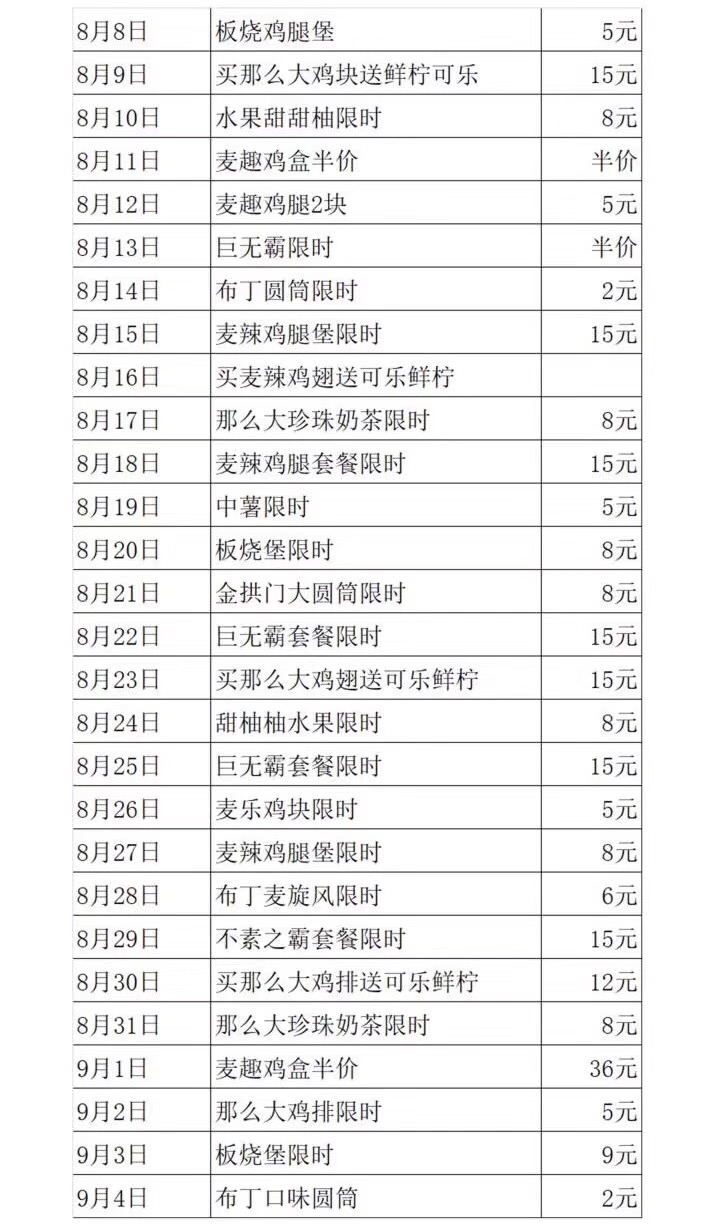 8月8日 板烧鸡腿堡 5元
8月9日 买那么大鸡块送鲜柠可乐 15元
8月10日 水果甜甜柚限时 8元
8月11日 麦趣鸡盒半价 半价
8月12日 麦趣鸡腿2块 5元
8月13日 巨无霸限时 半价
8月14日 布丁圆筒限时 2元
8月15日 麦辣鸡腿堡限时 15元
8月16日 买麦辣鸡翅送可乐鲜柠
8月17日 那么大珍珠奶茶限时 8元
8月18日 麦辣鸡腿套餐限时 15元
8月19日 中薯限时 5元
8月20日 板烧堡限时 8元
8月21日 金拱门大圆筒限时 8元
8月22日 巨无霸套餐限时 15元
8月23日 买那么大鸡翅送可乐鲜柠 15元
8月24日 甜柚柚水果限时 8元
8月25日 巨无霸套餐限时 15元
8月26日 麦乐鸡块限时 5元
8月27日 麦辣鸡腿堡限时 8元
8月28日 布丁麦旋风限时 6元
8月29日 不素之霸套餐限时 15元
8月30日 买那么大鸡排送可乐鲜柠 12元
8月31日 那么大珍珠奶茶限时 8元
9月1日 麦趣鸡盒半价 36元
9月2日 那么大鸡排限时 5元
9月3日 板烧堡限时 9元
9月4日 布丁口味圆筒 2元